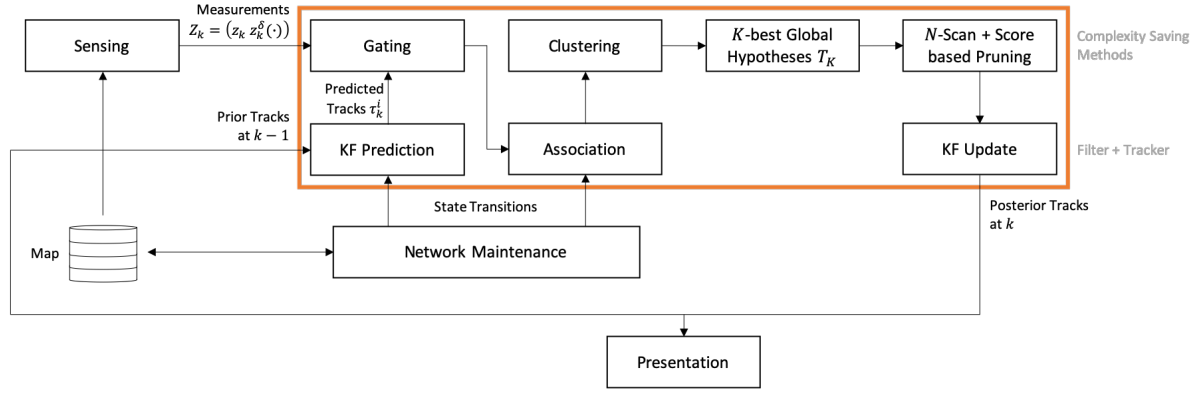 Measurements
Z_k = (z_k z_k^δ(·))
Sensing
Gating
Clustering
K-best Global
Hypotheses T_K
N-Scan + Score
based Pruning
Complexity Saving
Methods
Predicted
Tracks τ_k^i
Prior Tracks
at k − 1
KF Prediction
Association
KF Update
Filter + Tracker
State Transitions
Posterior Tracks
at k
Map
Network Maintenance
Presentation